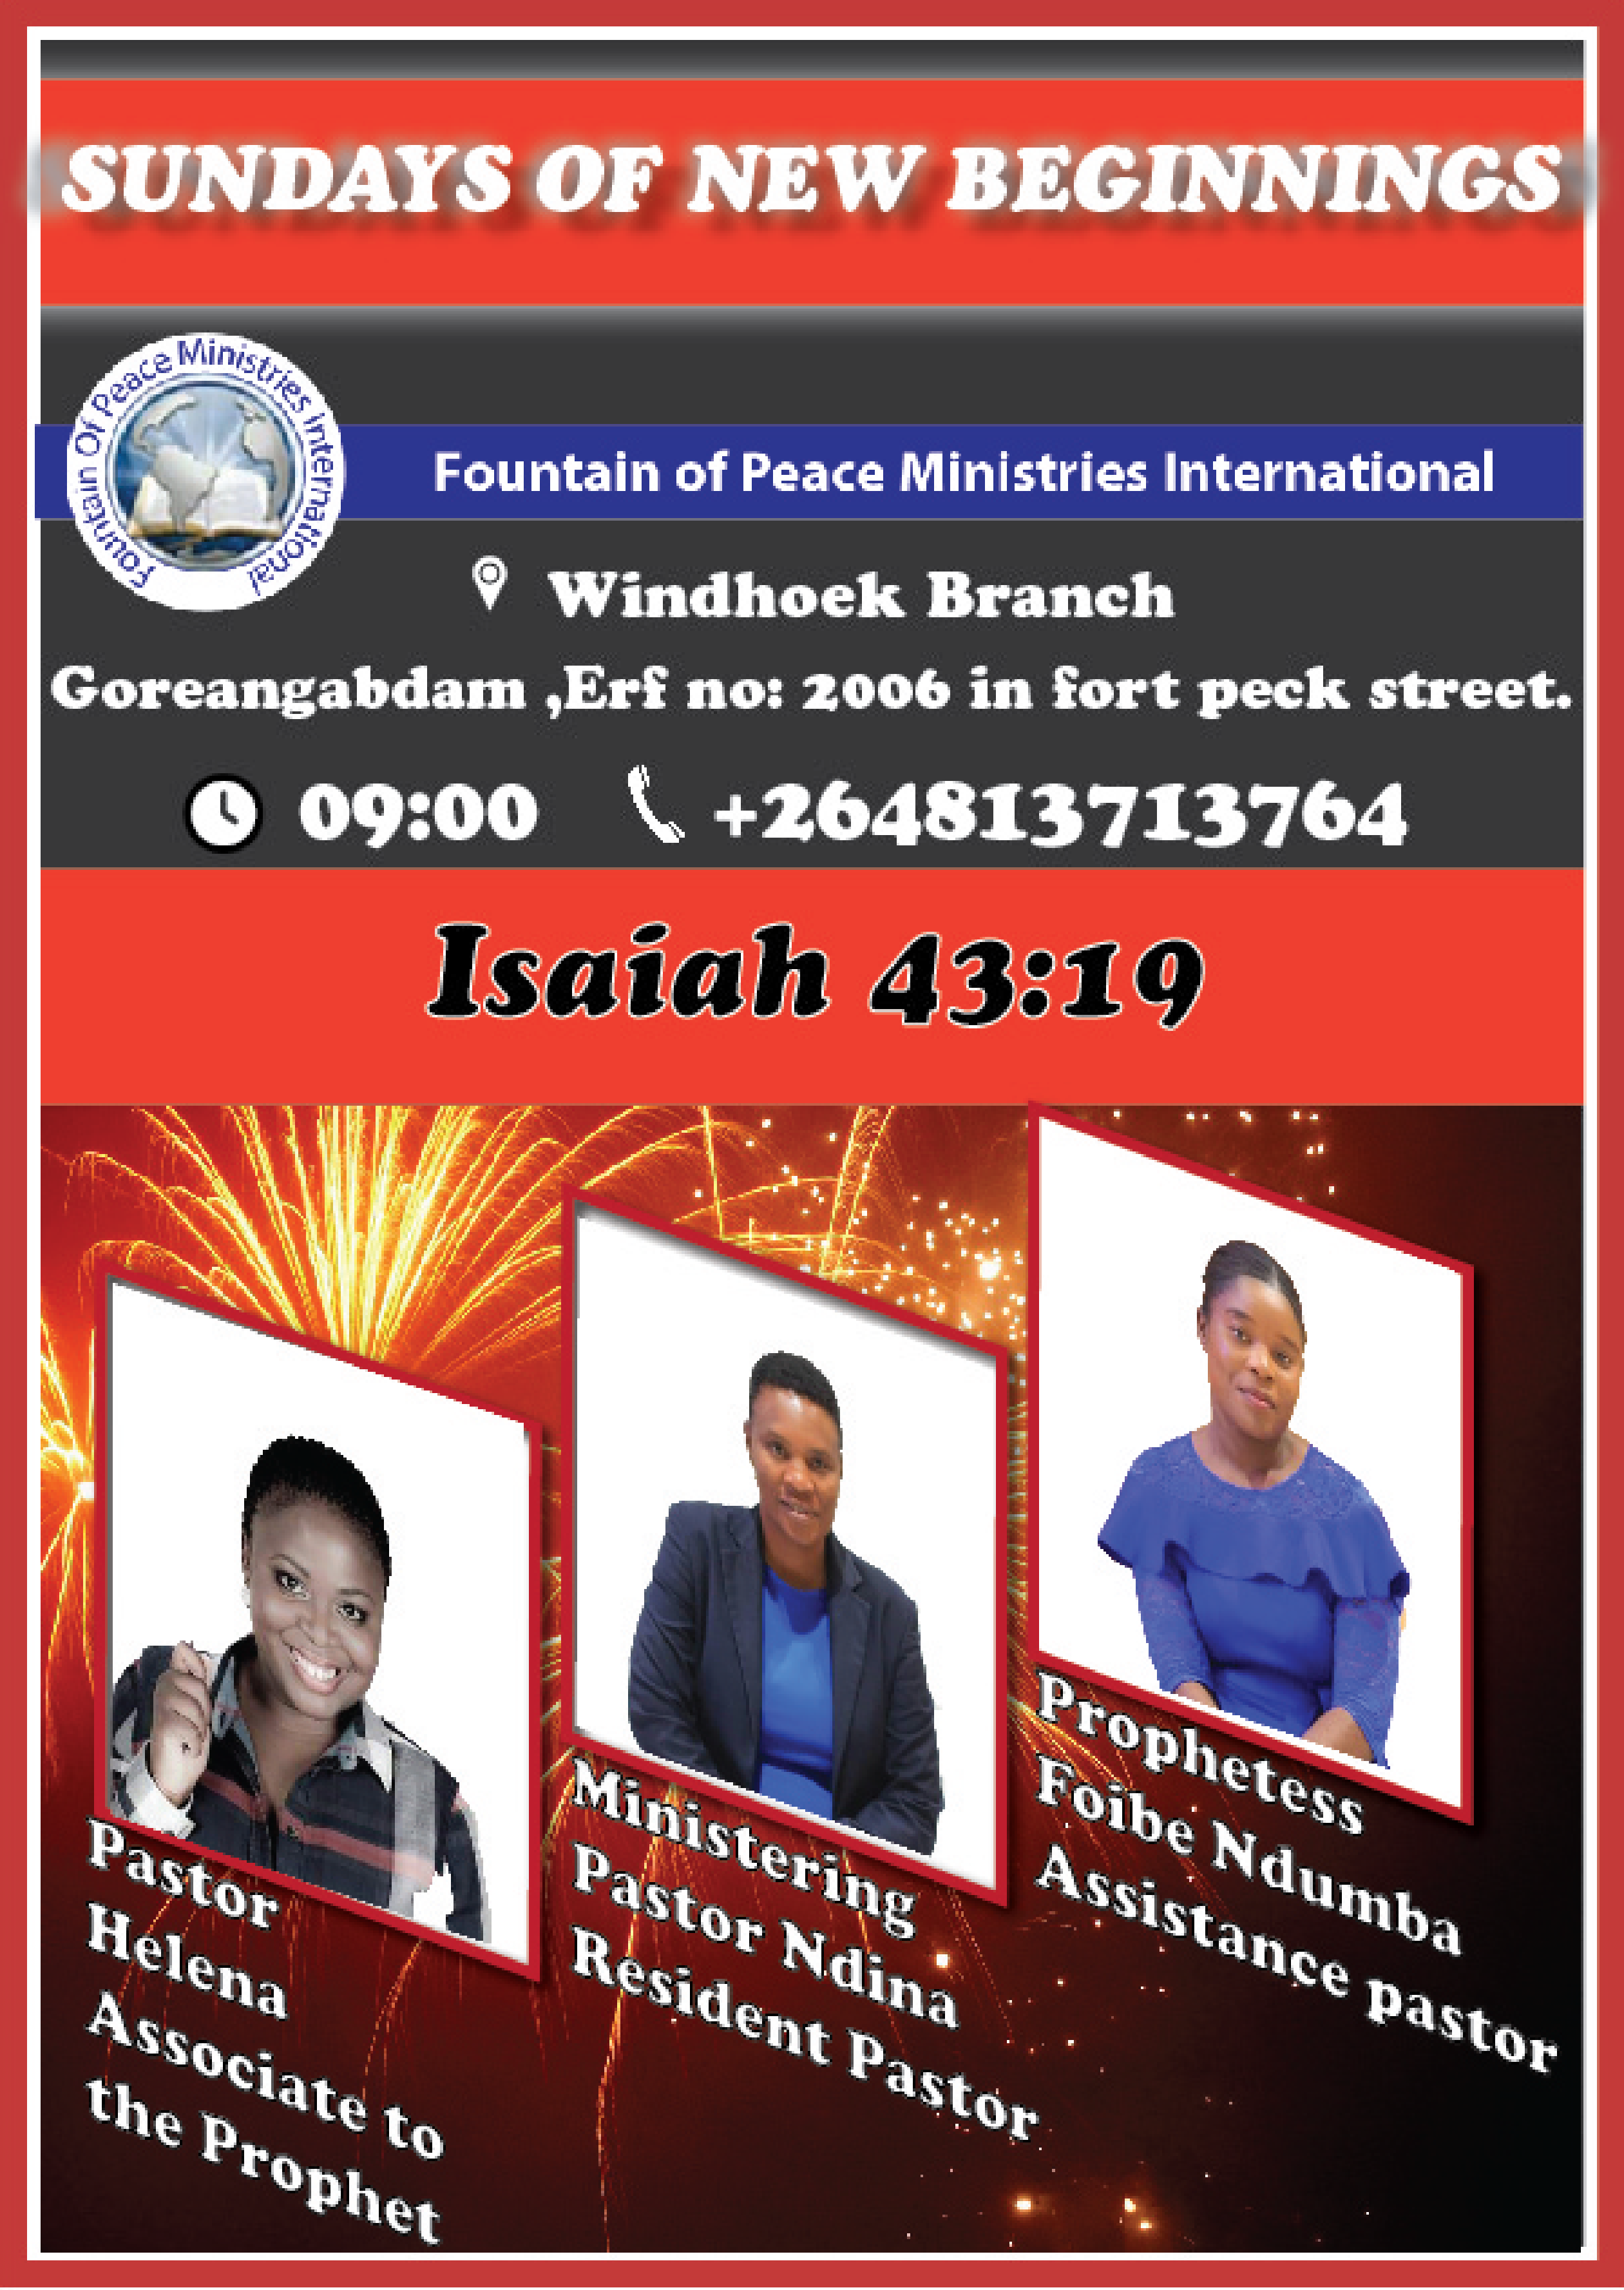 SUNDAYS OF NEW BEGINNINGS
Fountain Of Peace Ministries International
Fountain of Peace Ministries International
Windhoek Branch
Goreangabdam ,Erf no: 2006 in fort peck street.
09:00 +264813713764
Isaiah 43:19
Pastor
Helena
Associate to
the Prophet
Ministering
Pastor Ndina
Resident Pastor
Prophetess
Foibe Ndumba
Assistance pastor